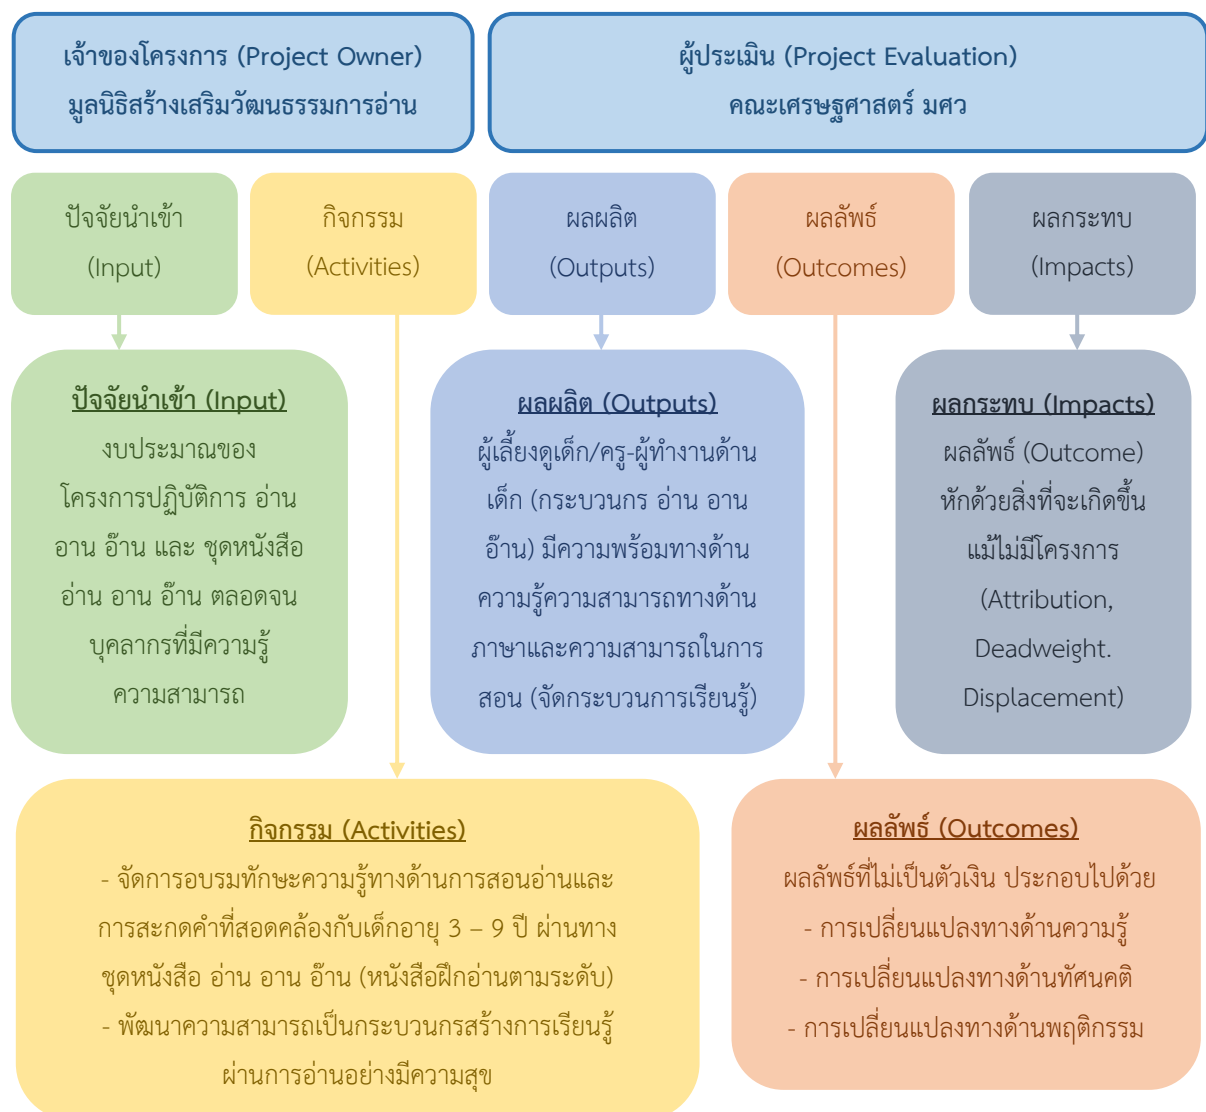 เจ้าของโครงการ (Project Owner)
มูลนิธิสร้างเสริมวัฒนธรรมการอ่าน
ผู้ประเมิน (Project Evaluation)
คณะเศรษฐศาสตร์ มศว
ปัจจัยนำเข้า
(Input)
กิจกรรม
(Activities)
ผลผลิต
(Outputs)
ผลลัพธ์
(Outcomes)
ผลกระทบ
(Impacts)
ปัจจัยนำเข้า (Input)
งบประมาณของ
โครงการปฏิบัติการ อ่าน
อาน อ๊าน และ ชุดหนังสือ
อ่าน อาน อ๊าน ตลอดจน
บุคลากรที่มีความรู้
ความสามารถ
ผลผลิต (Outputs)
ผู้เลี้ยงดูเด็ก/ครู-ผู้ทำงานด้าน
เด็ก (กระบวนกร อ่าน อาน
อ๊าน) มีความพร้อมทางด้าน
ความรู้ความสามารถทางด้าน
ภาษาและความสามารถในการ
สอน (จัดกระบวนการเรียนรู้)
ผลกระทบ (Impacts)
ผลลัพธ์ (Outcome)
หักด้วยสิ่งที่จะเกิดขึ้น
แม้ไม่มีโครงการ
(Attribution,
Deadweight.
Displacement)
กิจกรรม (Activities)
- จัดการอบรมทักษะความรู้ทางด้านการสอนอ่านและ
การสะกดคำที่สอดคล้องกับเด็กอายุ 3 – 9 ปี ผ่านทาง
ชุดหนังสือ อ่าน อาน อ๊าน (หนังสือฝึกอ่านตามระดับ)
- พัฒนาความสามารถเป็นกระบวนกรสร้างการเรียนรู้
ผ่านการอ่านอย่างมีความสุข
ผลลัพธ์ (Outcomes)
ผลลัพธ์ที่ไม่เป็นตัวเงิน ประกอบไปด้วย
- การเปลี่ยนแปลงทางด้านความรู้
- การเปลี่ยนแปลงทางด้านทัศนคติ
- การเปลี่ยนแปลงทางด้านพฤติกรรม